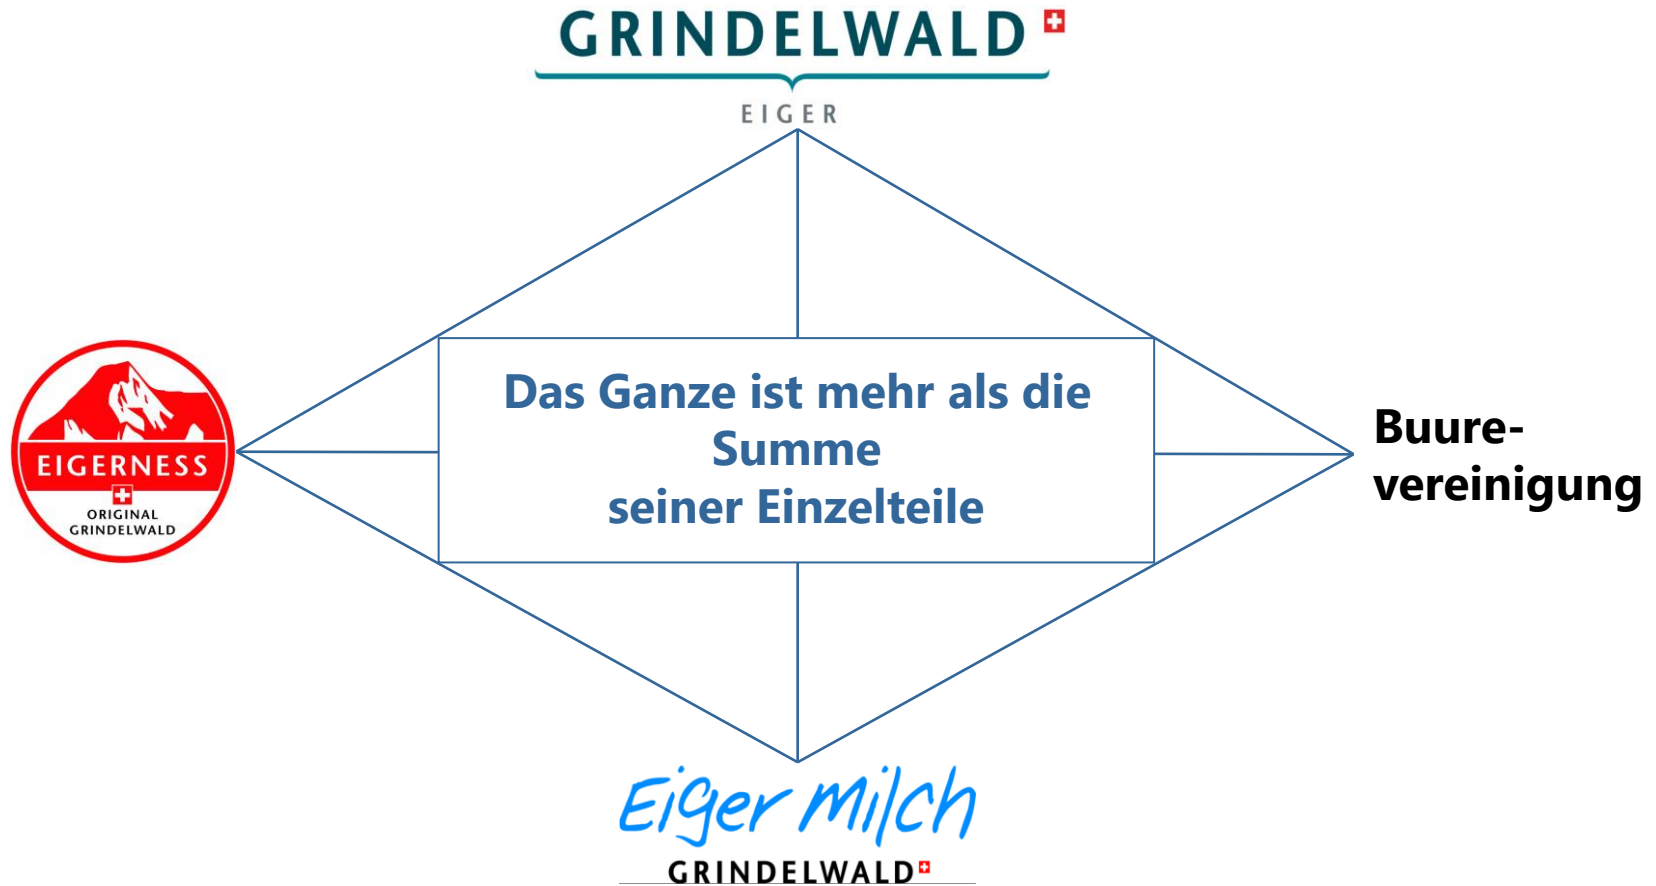 GRINDELWALD
EIGER
EIGERNESS
ORIGINAL
GRINDELWALD
Das Ganze ist mehr als die
Summe
seiner Einzelteile
Buure-
vereinigung
Eiger Milch
GRINDELWALD